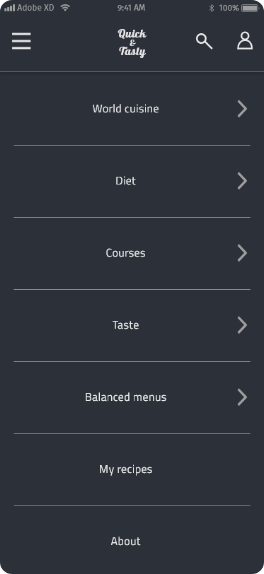 Adobe XD 9:41 AM 100%
Quick
&
Tasty
World cuisine
Diet
Courses
Taste
Balanced menus
My recipes
About